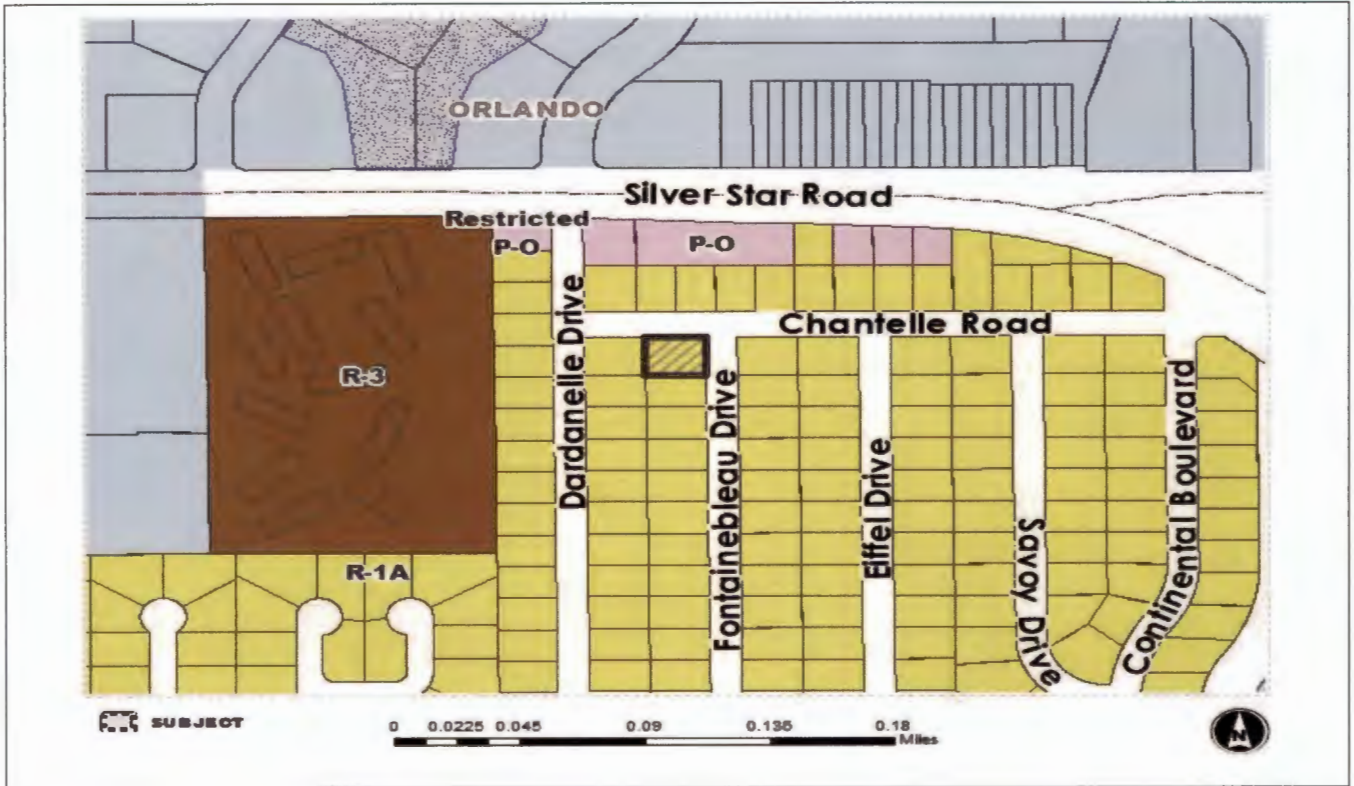 ORLANDO
Silver Star Road
Restricted
P-O
P-O
Chantelle Road
Dardanelle Drive
R-3
Fontainebleau Drive
Eiffel Drive
Savoy Drive
Continental Boulevard
R-1A
SUBJECT
0 0.0225 0.045 0.09 0.135 0.18
Miles
N